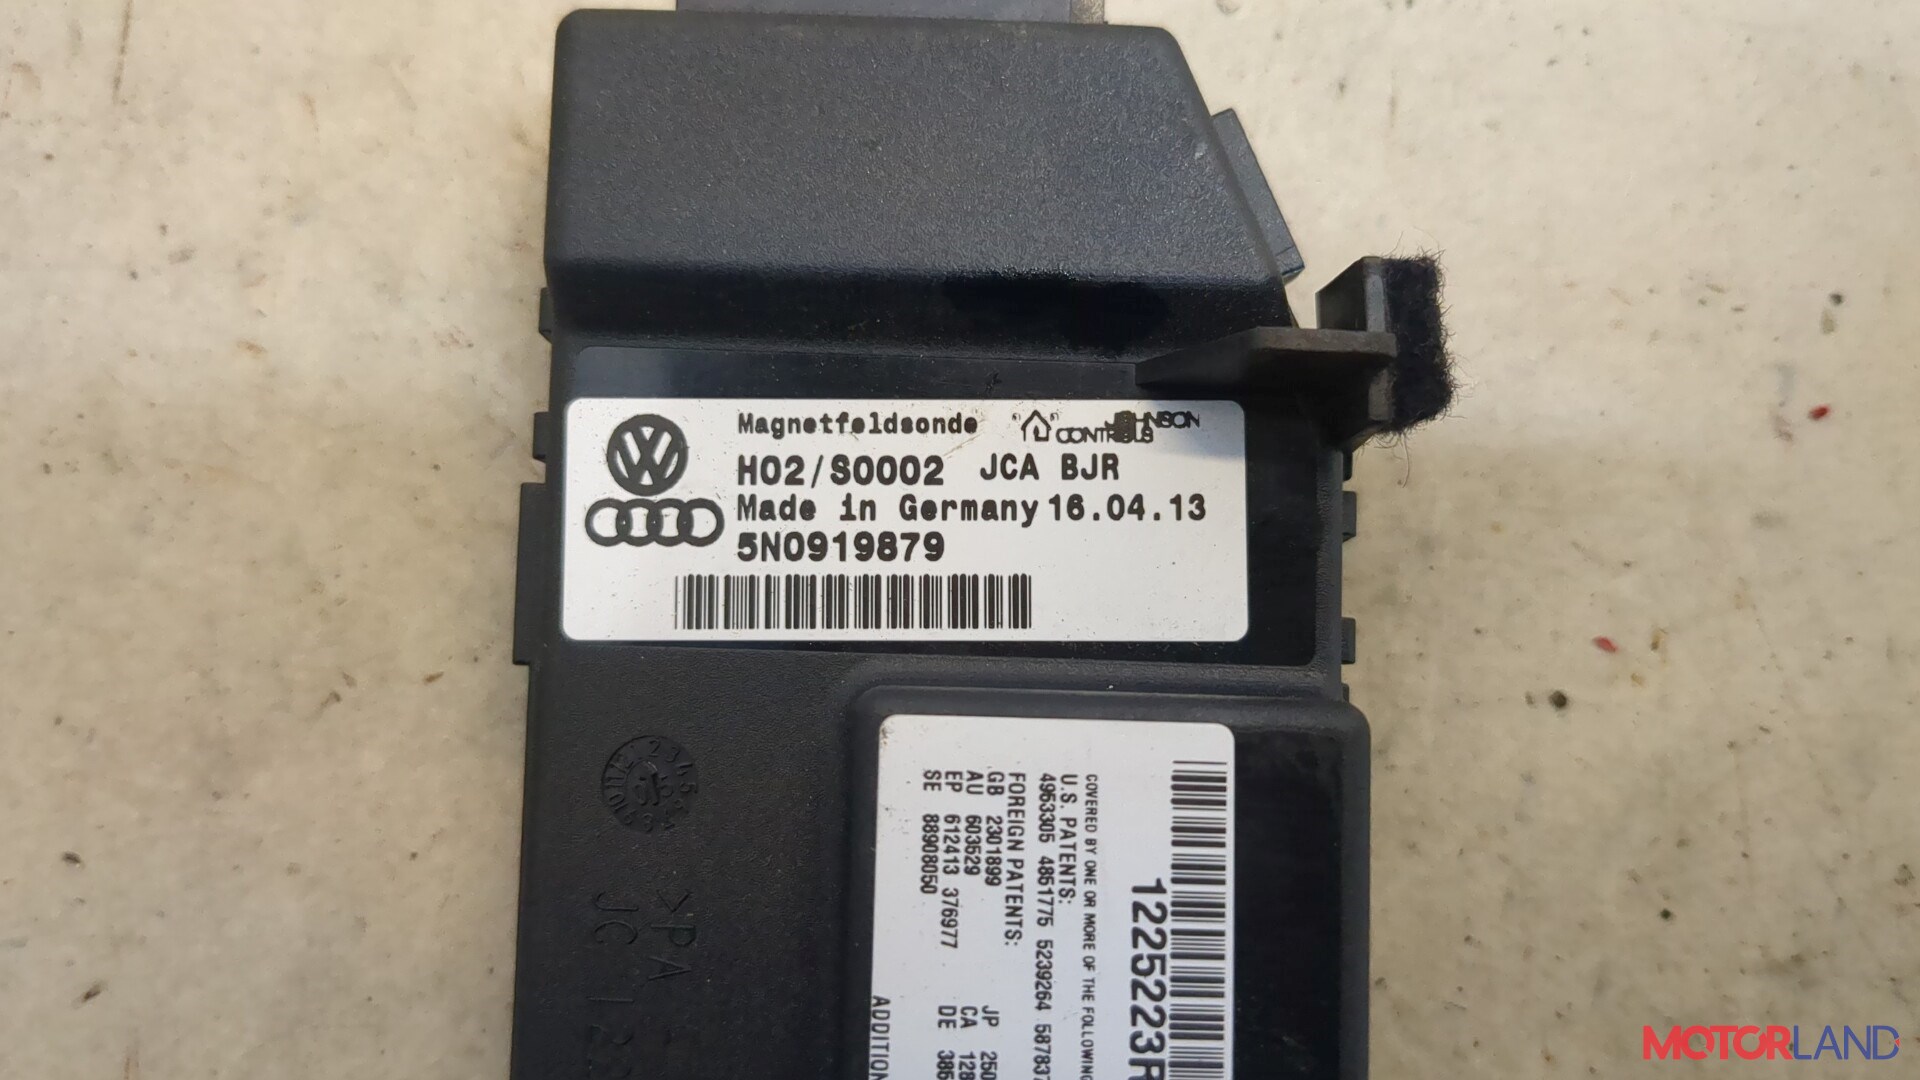 Magnetfeldsonde JOHNSON CONTROLS
H02/S0002 JCA BJR
Made in Germany 16.04.13
5N0919879
1225223R
COVERED BY ONE OR MORE OF THE FOLLOWING
U.S. PATENTS:
4953305 4851775 5239264
FOREIGN PATENTS:
GB 2301899 JP
AU 603529 CA
EP 612413 376977 DE
SE 88908050
>PA
JC
MOTORLAND